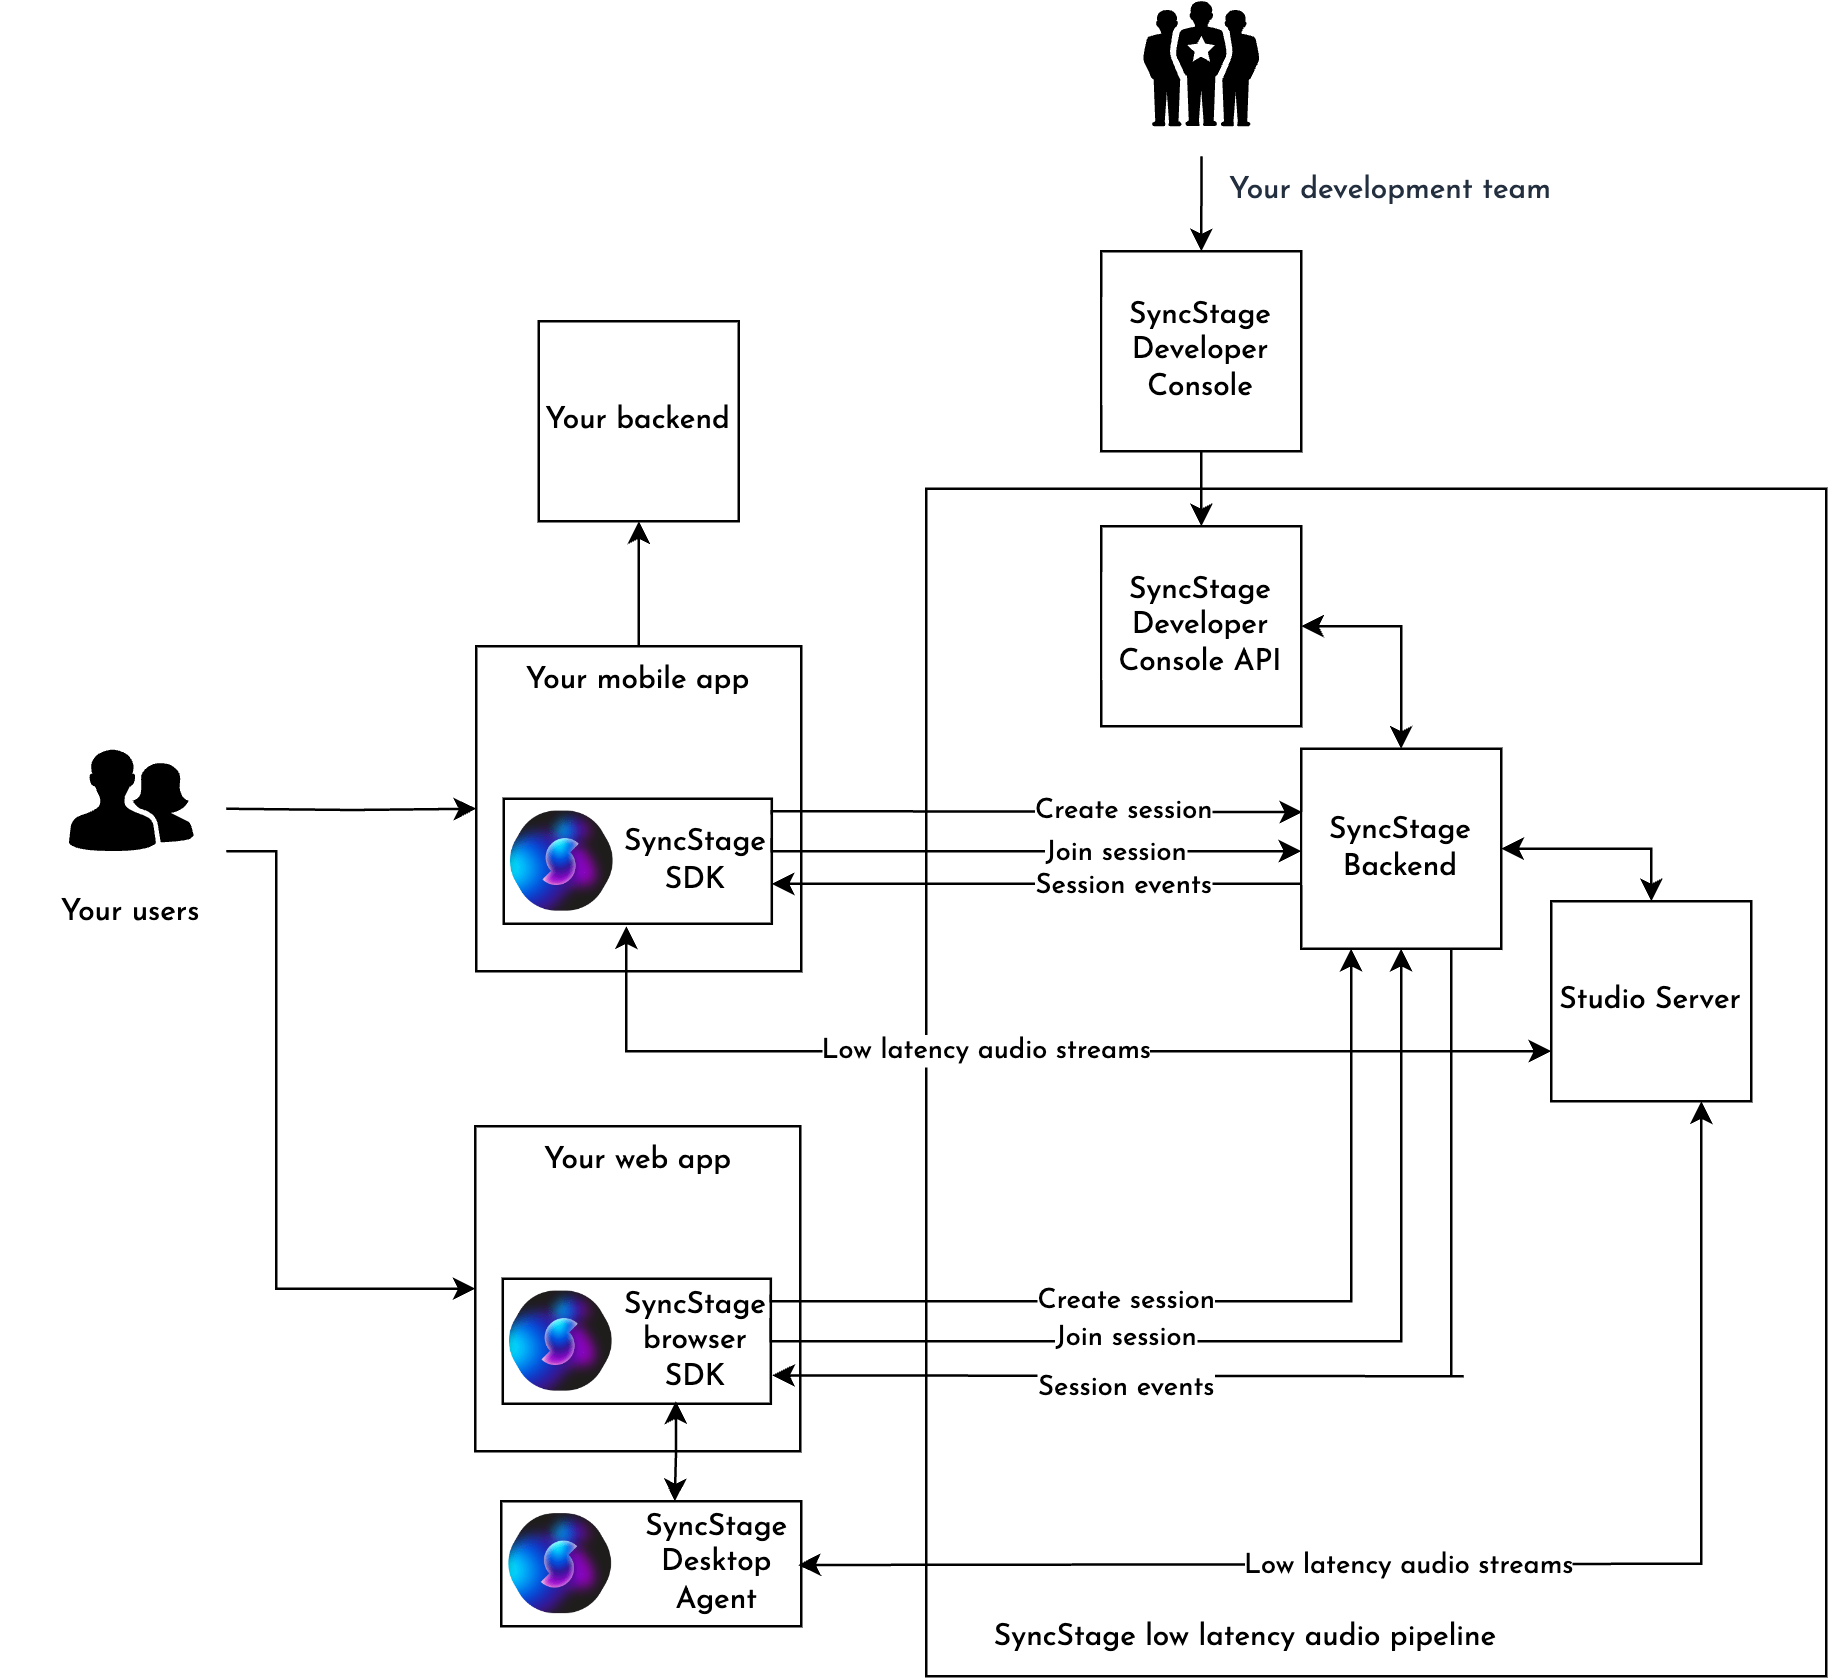 Your development team
SyncStage
Developer
Console
Your backend
SyncStage
Developer
Console API
Your mobile app
SyncStage
SDK
Create session
Join session
Session events
SyncStage
Backend
Your users
Studio Server
Low latency audio streams
Your web app
SyncStage
browser
SDK
Create session
Join session
Session events
SyncStage
Desktop
Agent
Low latency audio streams
SyncStage low latency audio pipeline